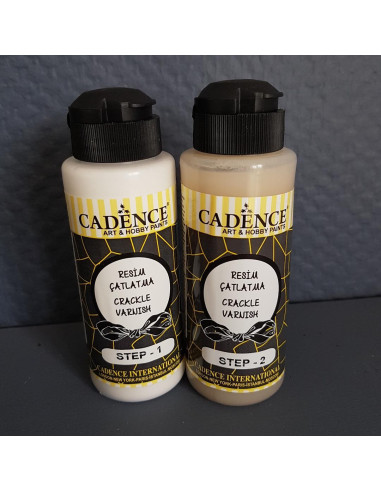 CADENCE®
ART & HOBBY PAINTS
RESİM
ÇATLATMA
CRACKLE
VARNISH
STEP - 1
CADENCE INTERNATIONAL
CADENCE®
ART & HOBBY PAINTS
RESİM
ÇATLATMA
CRACKLE
VARNISH
STEP - 2
CADENCE INTERNATIONAL